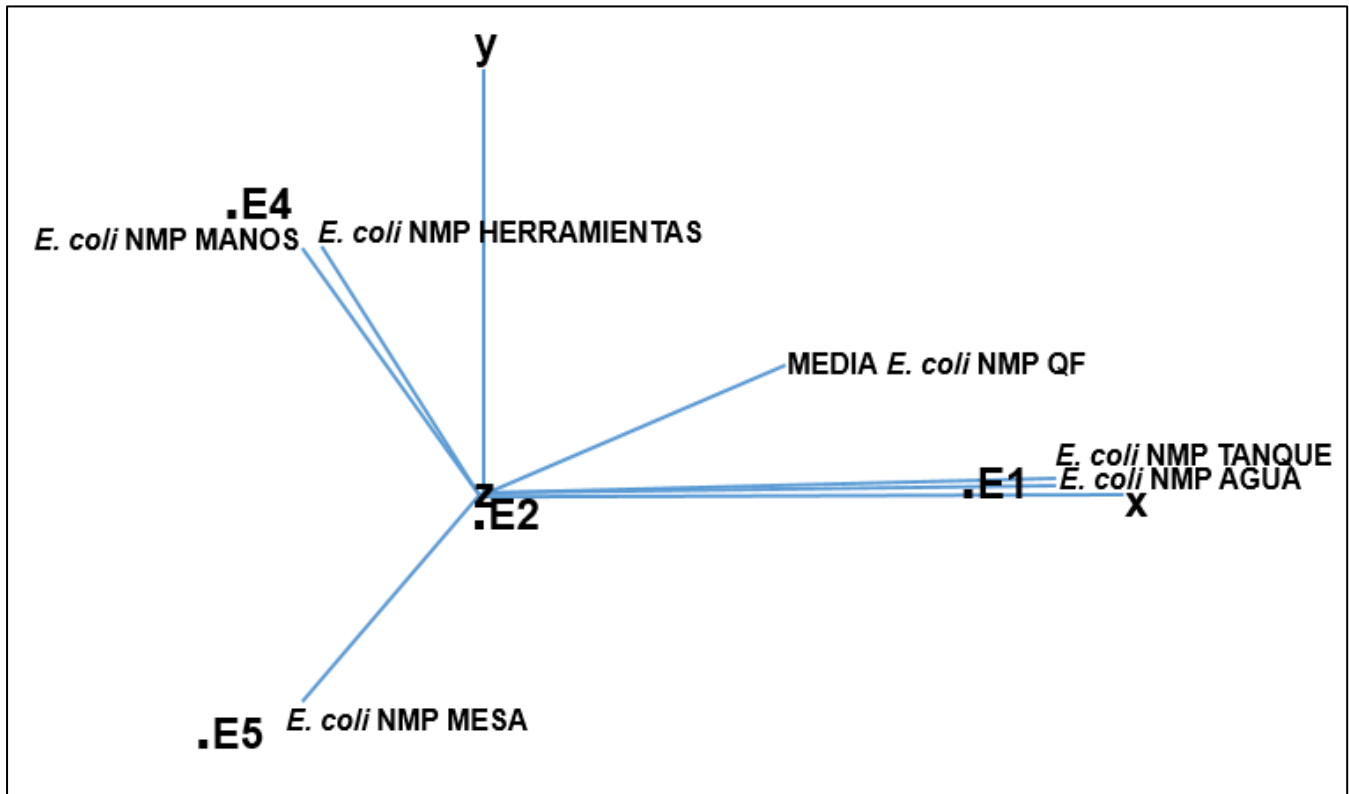 y
.E4
E. coli NMP MANOS
E. coli NMP HERRAMIENTAS
MEDIA E. coli NMP QF
E. coli NMP TANQUE
E. coli NMP AGUA
.E1
x
z
.E2
E. coli NMP MESA
.E5